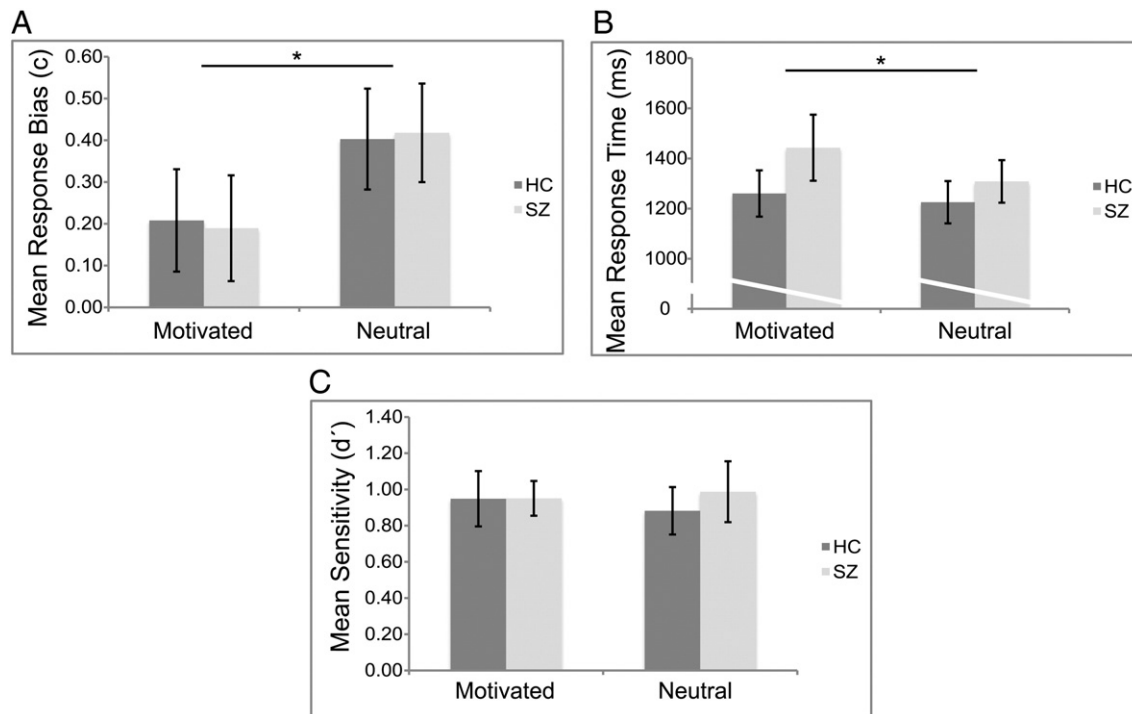 A
Mean Response Bias (c)
0.60
0.50
0.40
0.30
0.20
0.10
0.00
*
Motivated
Neutral
HC
SZ
B
Mean Response Time (ms)
1800
1600
1400
1200
1000
0
*
Motivated
Neutral
HC
SZ
C
Mean Sensitivity (d´)
1.40
1.20
1.00
0.80
0.60
0.40
0.20
0.00
Motivated
Neutral
HC
SZ